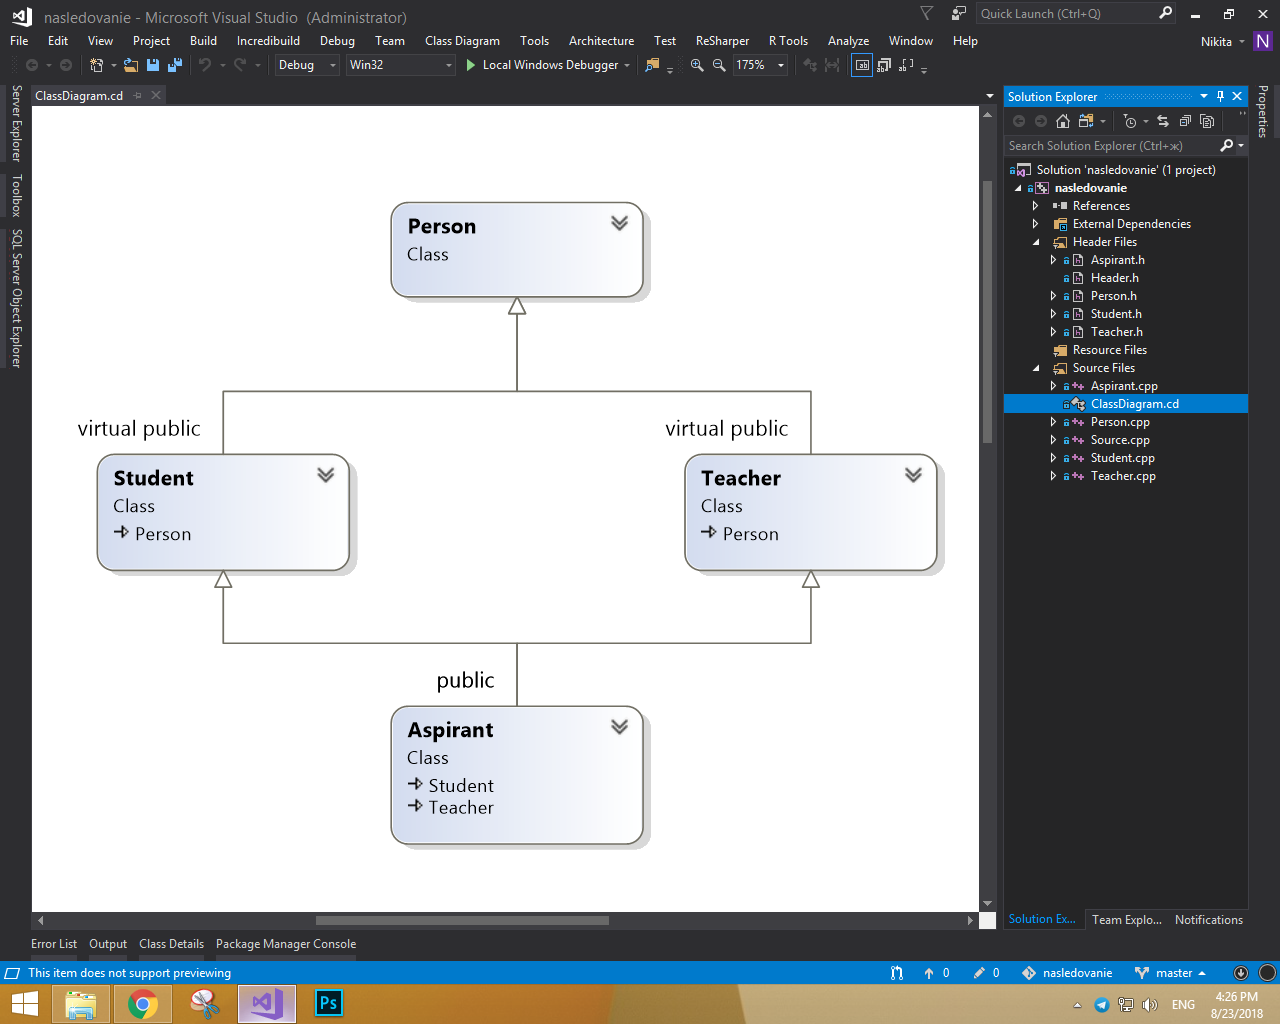 nasledovanie - Microsoft Visual Studio (Administrator)
Quick Launch (Ctrl+Q)
File Edit View Project Build Incredibuild Debug Team Class Diagram Tools Architecture Test ReSharper R Tools Analyze Window Help
Nikita N
Debug Win32 Local Windows Debugger 175%
ClassDiagram.cd
Server Explorer
Toolbox
SQL Server Object Explorer
Person
Class
virtual public
virtual public
Student
Class
Person
Teacher
Class
Person
public
Aspirant
Class
Student
Teacher
Solution Explorer
Properties
Search Solution Explorer (Ctrl+ж)
Solution 'nasledovanie' (1 project)
nasledovanie
References
External Dependencies
Header Files
Aspirant.h
Header.h
Person.h
Student.h
Teacher.h
Resource Files
Source Files
Aspirant.cpp
ClassDiagram.cd
Person.cpp
Source.cpp
Student.cpp
Teacher.cpp
Solution Ex... Team Explo... Notifications
Error List Output Class Details Package Manager Console
This item does not support previewing
0 0 nasledovanie master
Ps
ENG
4:26 PM
8/23/2018